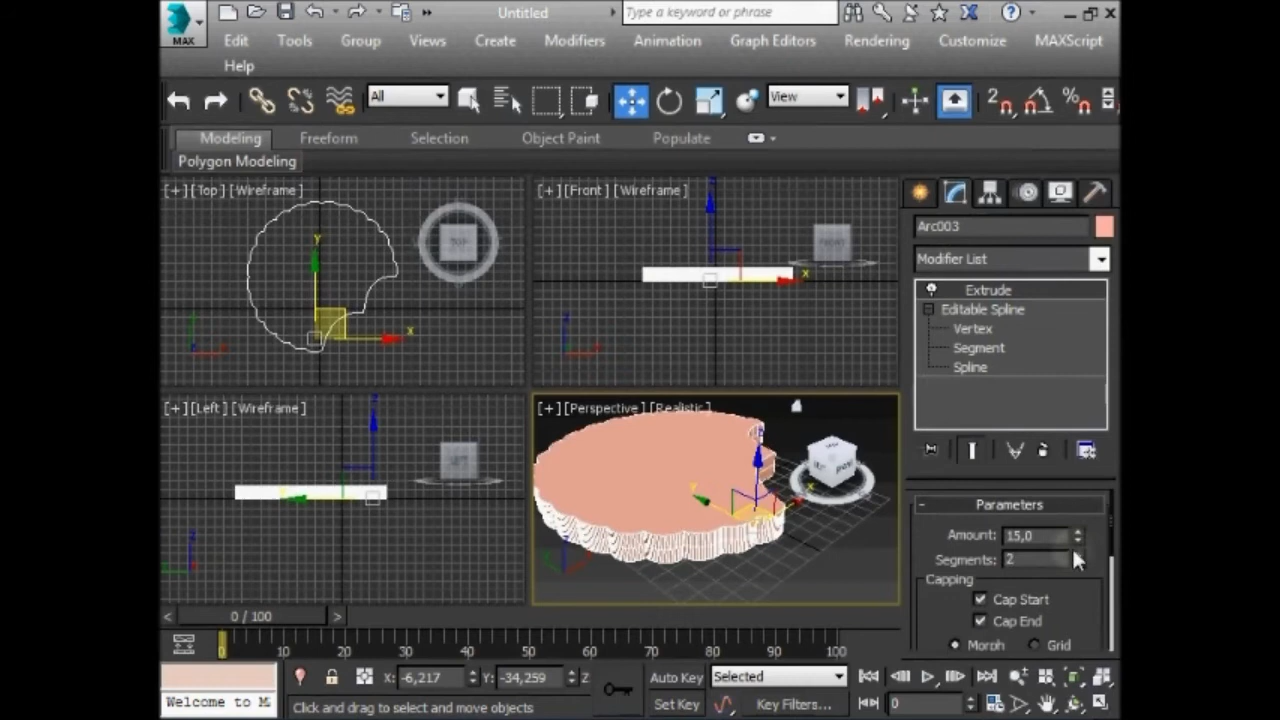 MAX
Untitled
Type a keyword or phrase
Edit Tools Group Views Create Modifiers Animation Graph Editors Rendering Customize MAXScript
Help
All
View
Modeling Freeform Selection Object Paint Populate
Polygon Modeling
[+][Top][Wireframe]
[+][Front][Wireframe]
Arc003
Modifier List
Extrude
Editable Spline
Vertex
Segment
Spline
[+][Left][Wireframe]
[+][Perspective][Realistic]
Parameters
Amount: 15,0
Segments: 2
Capping
Cap Start
Cap End
Morph Grid
< 0 / 100 >
0 10 20 30 40 50 60 70 80 90 100
X: -6,217 Y: -34,259 Z
Auto Key Selected
Welcome to M
Click and drag to select and move objects
Set Key Key Filters... 0